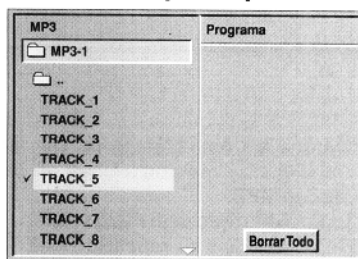 MP3
MP3-1
..
TRACK_1
TRACK_2
TRACK_3
TRACK_4
✓ TRACK_5
TRACK_6
TRACK_7
TRACK_8
Programa
Borrar Todo